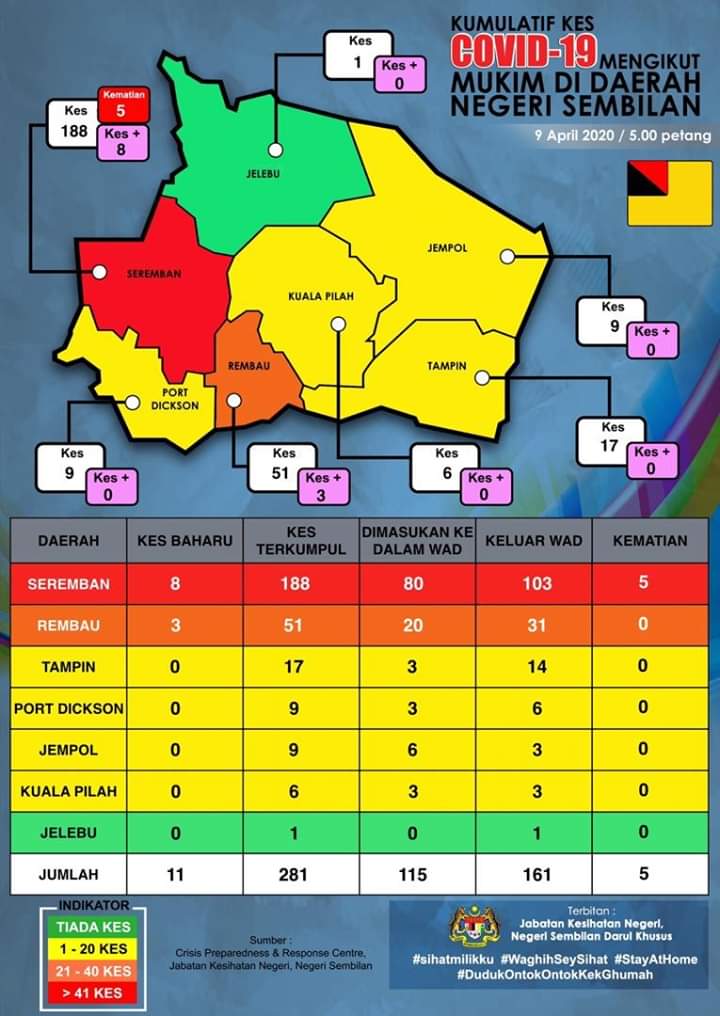 KUMULATIF KES
COVID-19 MENGIKUT
MUKIM DI DAERAH
NEGERI SEMBILAN
9 April 2020 / 5.00 petang
Kes
1
Kes +
0
Kes
188
Kematian
5
Kes +
8
JELEBU
JEMPOL
SEREMBAN
KUALA PILAH
REMBAU
TAMPIN
PORT
DICKSON
Kes
9
Kes +
0
Kes
17
Kes +
0
Kes
9
Kes +
0
Kes
51
Kes +
3
Kes
6
Kes +
0
DAERAH KES BAHARU KES TERKUMPUL DIMASUKAN KE DALAM WAD KELUAR WAD KEMATIAN
SEREMBAN 8 188 80 103 5
REMBAU 3 51 20 31 0
TAMPIN 0 17 3 14 0
PORT DICKSON 0 9 3 6 0
JEMPOL 0 9 6 3 0
KUALA PILAH 0 6 3 3 0
JELEBU 0 1 0 1 0
JUMLAH 11 281 115 161 5
INDIKATOR
TIADA KES
1 - 20 KES
21 - 40 KES
> 41 KES
Sumber :
Crisis Preparedness & Response Centre,
Jabatan Kesihatan Negeri, Negeri Sembilan
Terbitan :
Jabatan Kesihatan Negeri,
Negeri Sembilan Darul Khusus
#sihatmilikku #WaghihSeySihat #StayAtHome
#DudukOntokOntokKekGhumah